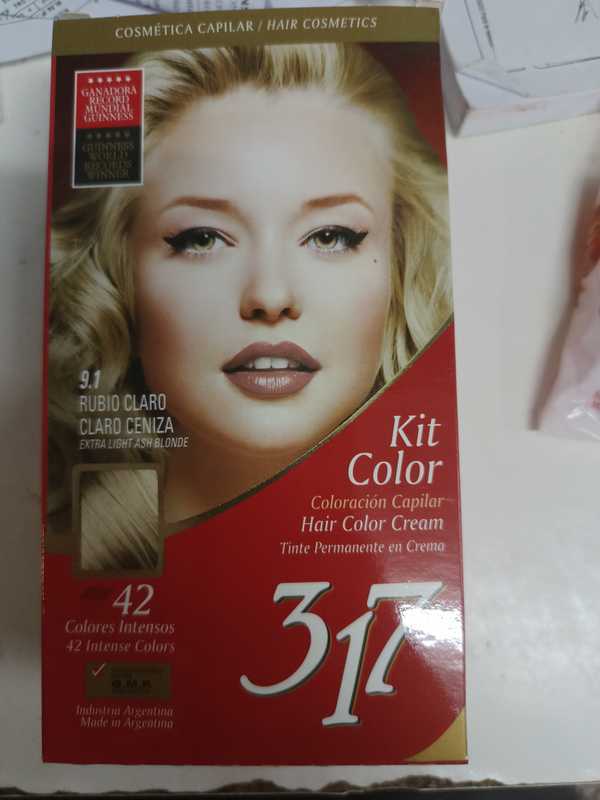 COSMÉTICA CAPILAR / HAIR COSMETICS
GANADORA
RECORD
MUNDIAL
GUINNESS
GUINNESS
WORLD
RECORDS
WINNER
9.1
RUBIO CLARO
CLARO CENIZA
EXTRA LIGHT ASH BLONDE
Kit
Color
Coloración Capilar
Hair Color Cream
Tinte Permanente en Crema
42
Colores Intensos
42 Intense Colors
317
G.M.P.
Industria Argentina
Made in Argentina